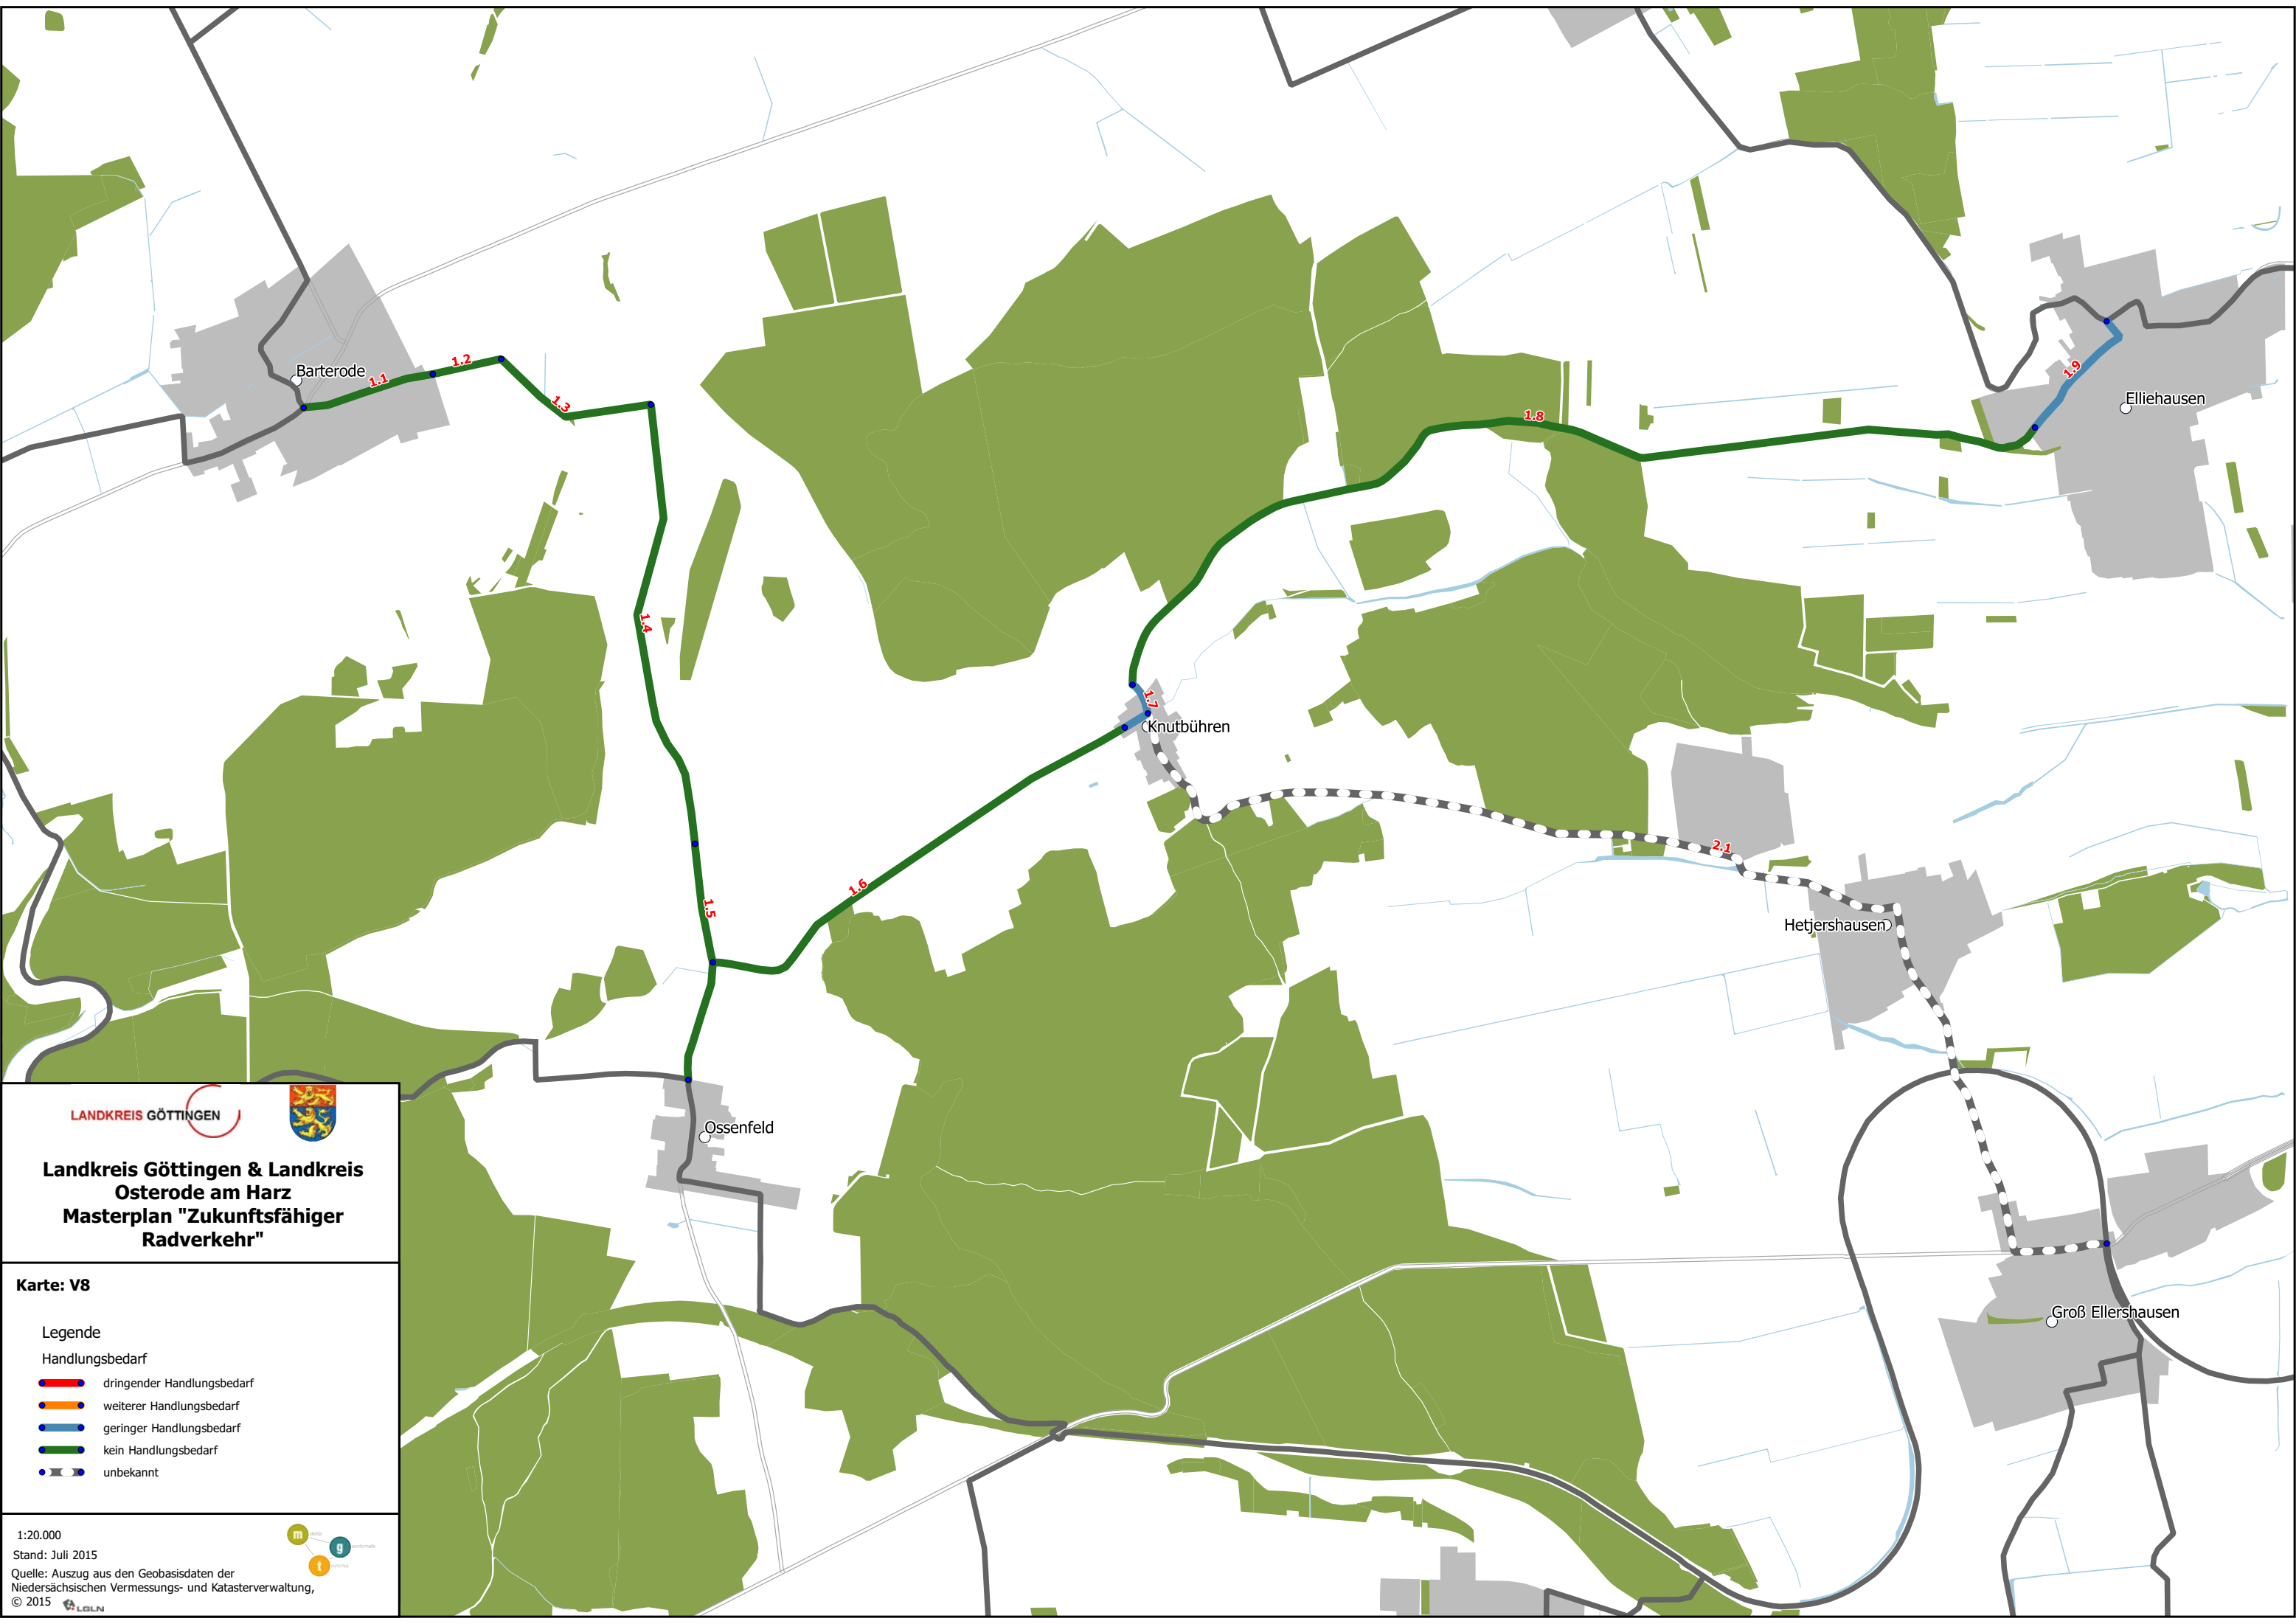 1.1
1.2
1.3
Barterode
1.4
1.5
1.6
1.7
Knutbühren
1.8
1.9
Elliehausen
2.1
Hetjershausen
Ossenfeld
Groß Ellershausen
LANDKREIS GÖTTINGEN
Landkreis Göttingen & Landkreis
Osterode am Harz
Masterplan "Zukunftsfähiger
Radverkehr"
Karte: V8
Legende
Handlungsbedarf
dringender Handlungsbedarf
weiterer Handlungsbedarf
geringer Handlungsbedarf
kein Handlungsbedarf
unbekannt
1:20.000
Stand: Juli 2015
Quelle: Auszug aus den Geobasisdaten der
Niedersächsischen Vermessungs- und Katasterverwaltung,
© 2015 LGLN
m
g
t